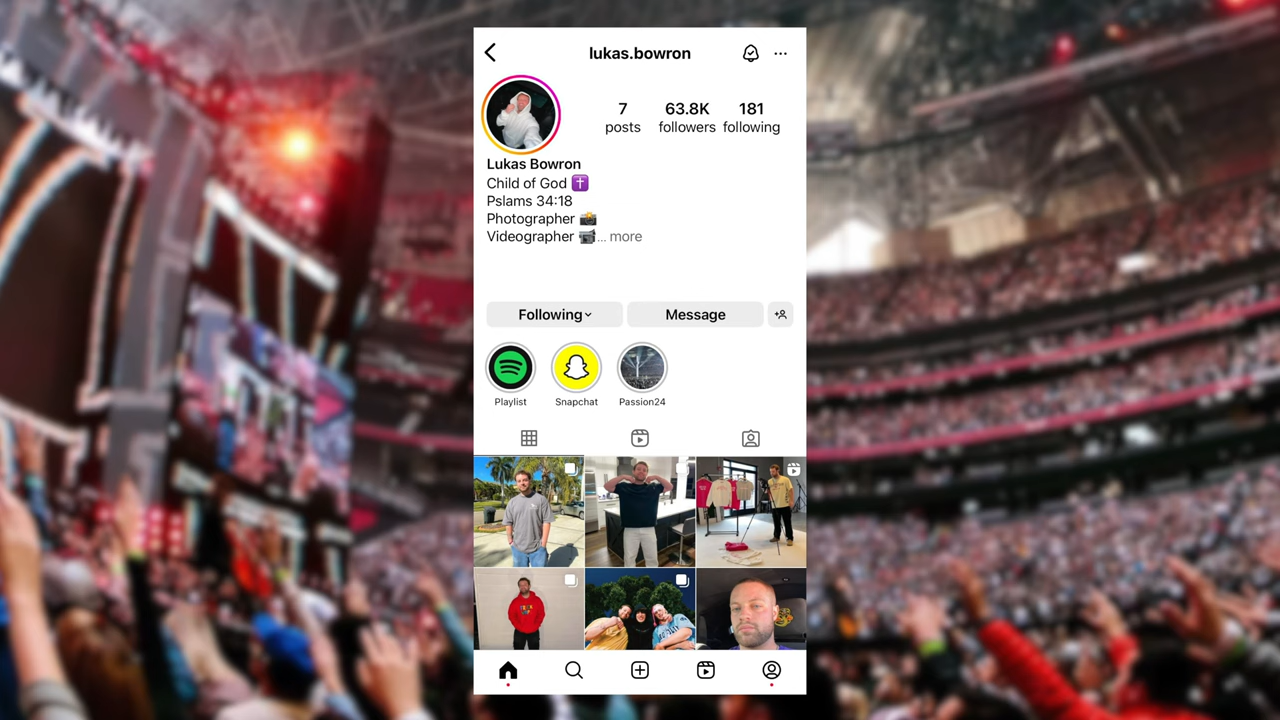 lukas.bowron
7 63.8K 181
posts followers following
Lukas Bowron
Child of God ✝️
Pslams 34:18
Photographer 📸
Videographer 📹... more
Following Message
Playlist Snapchat Passion24